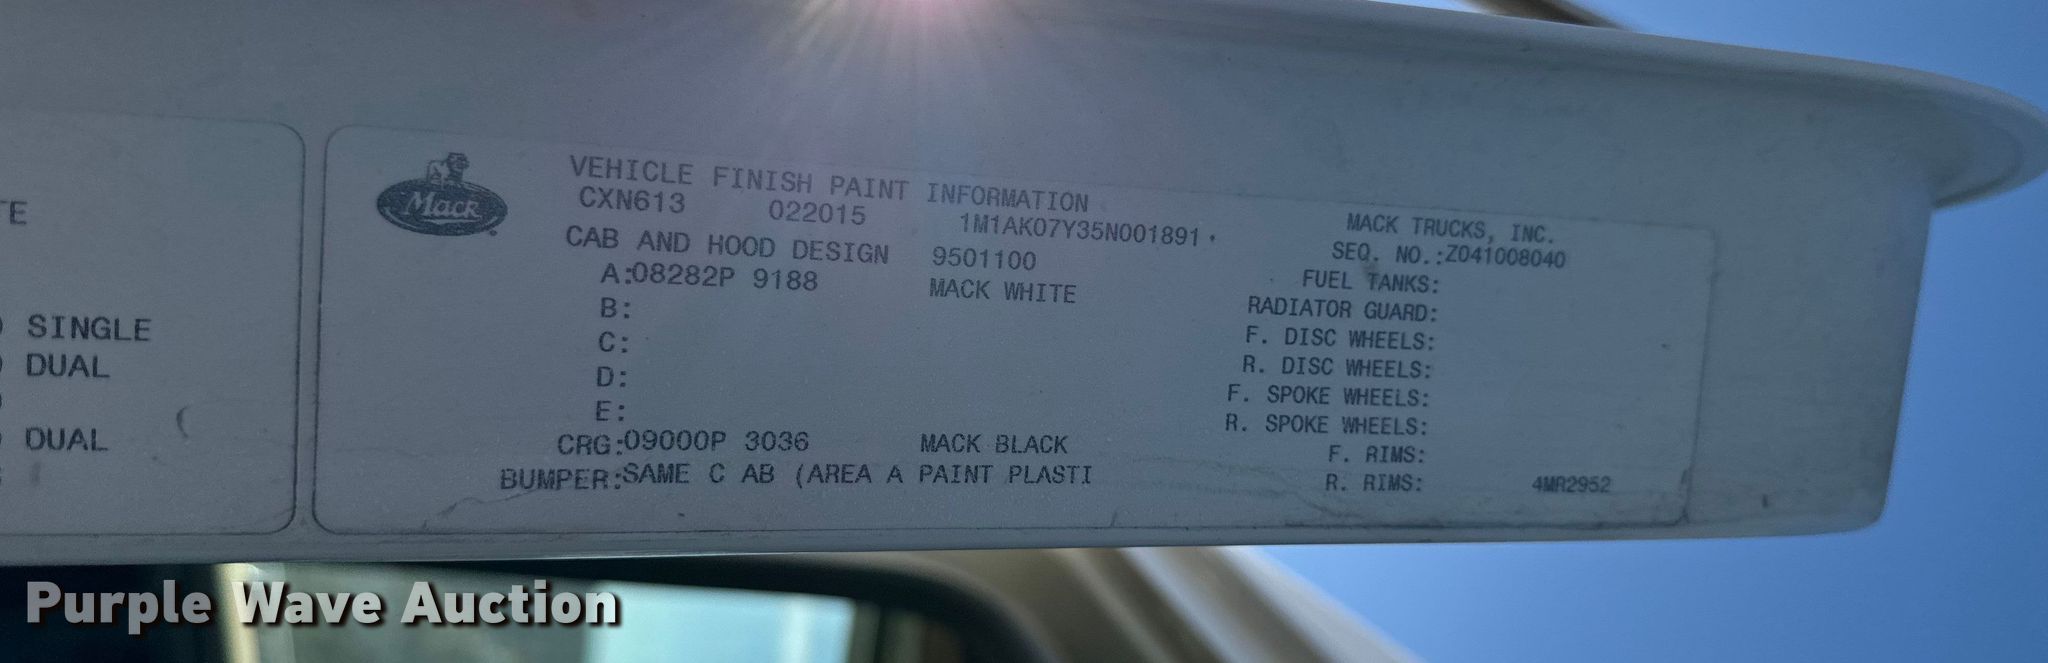 TE
SINGLE
DUAL
DUAL
Mack
VEHICLE FINISH PAINT INFORMATION
CXN613 022015 1M1AK07Y35N001891
CAB AND HOOD DESIGN 9501100
A:08282P 9188 MACK WHITE
B:
C:
D:
E:
CRG:09000P 3036 MACK BLACK
BUMPER:SAME C AB (AREA A PAINT PLASTI
MACK TRUCKS, INC.
SEQ. NO.:Z041008040
FUEL TANKS:
RADIATOR GUARD:
F. DISC WHEELS:
R. DISC WHEELS:
F. SPOKE WHEELS:
R. SPOKE WHEELS:
F. RIMS:
R. RIMS: 4MR2952
Purple Wave Auction